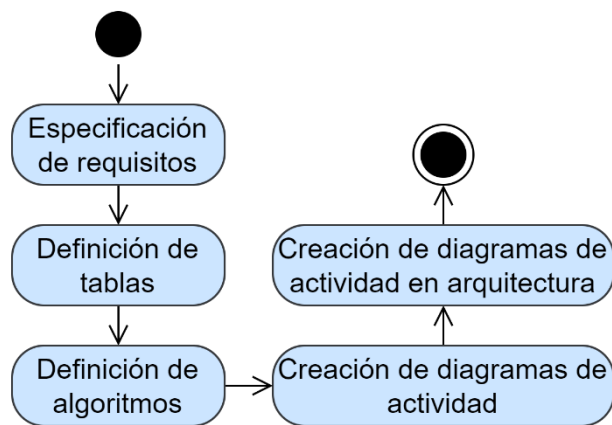 Especificación
de requisitos
Definición de
tablas
Definición de
algoritmos
Creación de diagramas de
actividad
Creación de diagramas de
actividad en arquitectura